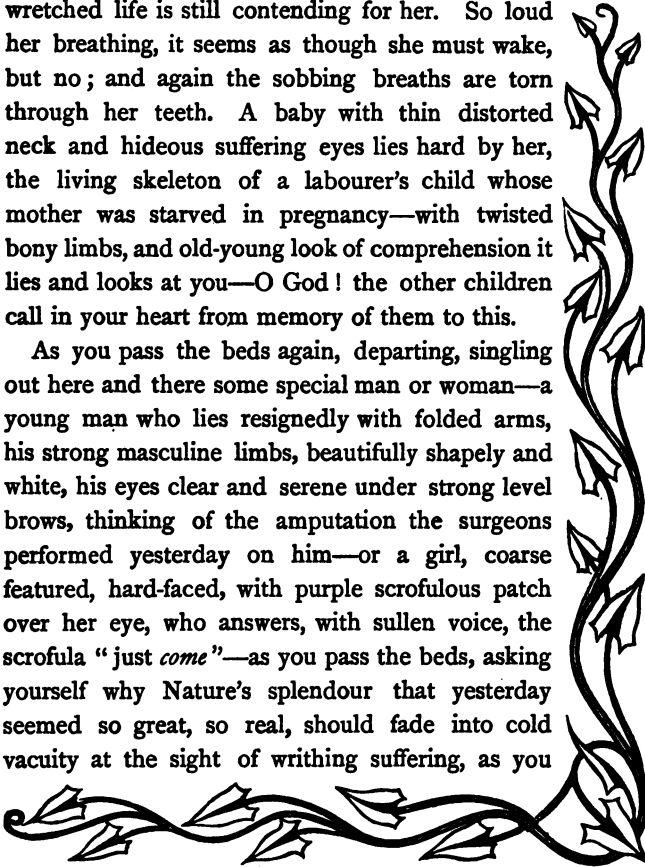 wretched life is still contending for her. So loud
her breathing, it seems as though she must wake,
but no; and again the sobbing breaths are torn
through her teeth. A baby with thin distorted
neck and hideous suffering eyes lies hard by her,
the living skeleton of a labourer's child whose
mother was starved in pregnancy—with twisted
bony limbs, and old-young look of comprehension it
lies and looks at you—O God! the other children
call in your heart from memory of them to this.
As you pass the beds again, departing, singling
out here and there some special man or woman—a
young man who lies resignedly with folded arms,
his strong masculine limbs, beautifully shapely and
white, his eyes clear and serene under strong level
brows, thinking of the amputation the surgeons
performed yesterday on him—or a girl, coarse
featured, hard-faced, with purple scrofulous patch
over her eye, who answers, with sullen voice, the
scrofula "just come"—as you pass the beds, asking
yourself why Nature's splendour that yesterday
seemed so great, so real, should fade into cold
vacuity at the sight of writhing suffering, as you